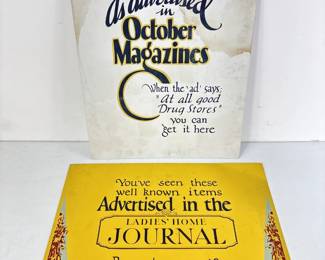 As advertised
in
October
Magazines
When the 'ad' says:
"At all good
Drug Stores"
you can
get it here
You've seen these
well known items
Advertised in the
LADIES' HOME
JOURNAL